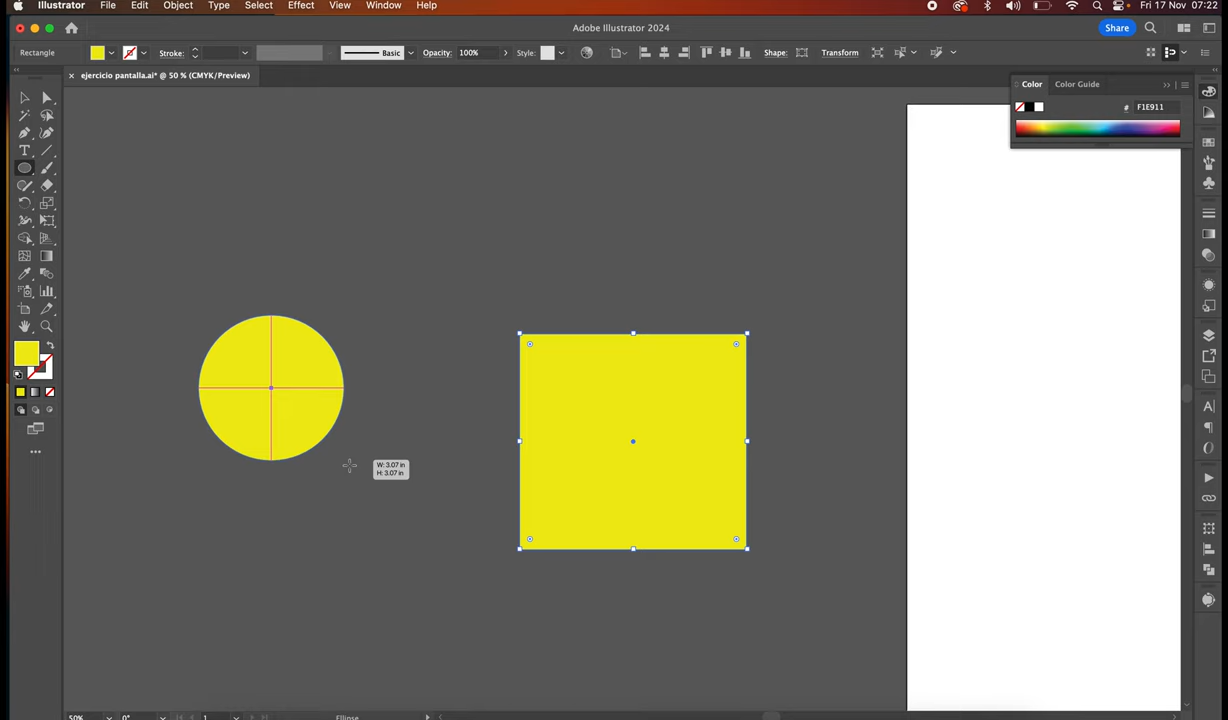 Illustrator File Edit Object Type Select Effect View Window Help Fri 17 Nov 07:22
Adobe Illustrator 2024
Share
Rectangle Stroke: Basic Opacity: 100% Style: Shape: Transform
× ejercicio pantalla.ai* @ 50 % (CMYK/Preview)
Color Color Guide
# F1E911
W: 3.07 in
H: 3.07 in
50% 0° 1 Ellipse